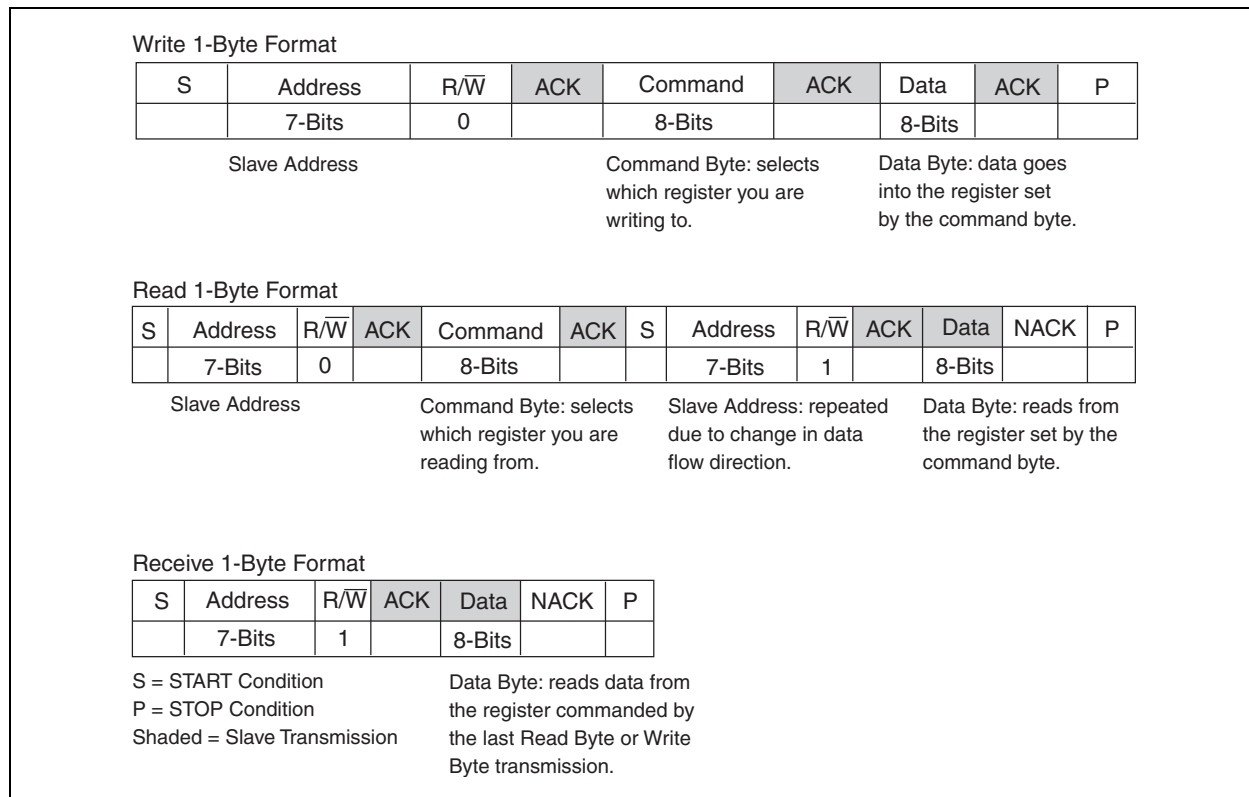 Write 1-Byte Format
S Address R/W̅ ACK Command ACK Data ACK P
7-Bits 0 8-Bits 8-Bits
Slave Address
Command Byte: selects
which register you are
writing to.
Data Byte: data goes
into the register set
by the command byte.
Read 1-Byte Format
S Address R/W̅ ACK Command ACK S Address R/W̅ ACK Data NACK P
7-Bits 0 8-Bits 7-Bits 1 8-Bits
Slave Address
Command Byte: selects
which register you are
reading from.
Slave Address: repeated
due to change in data
flow direction.
Data Byte: reads from
the register set by the
command byte.
Receive 1-Byte Format
S Address R/W̅ ACK Data NACK P
7-Bits 1 8-Bits
S = START Condition
P = STOP Condition
Shaded = Slave Transmission
Data Byte: reads data from
the register commanded by
the last Read Byte or Write
Byte transmission.